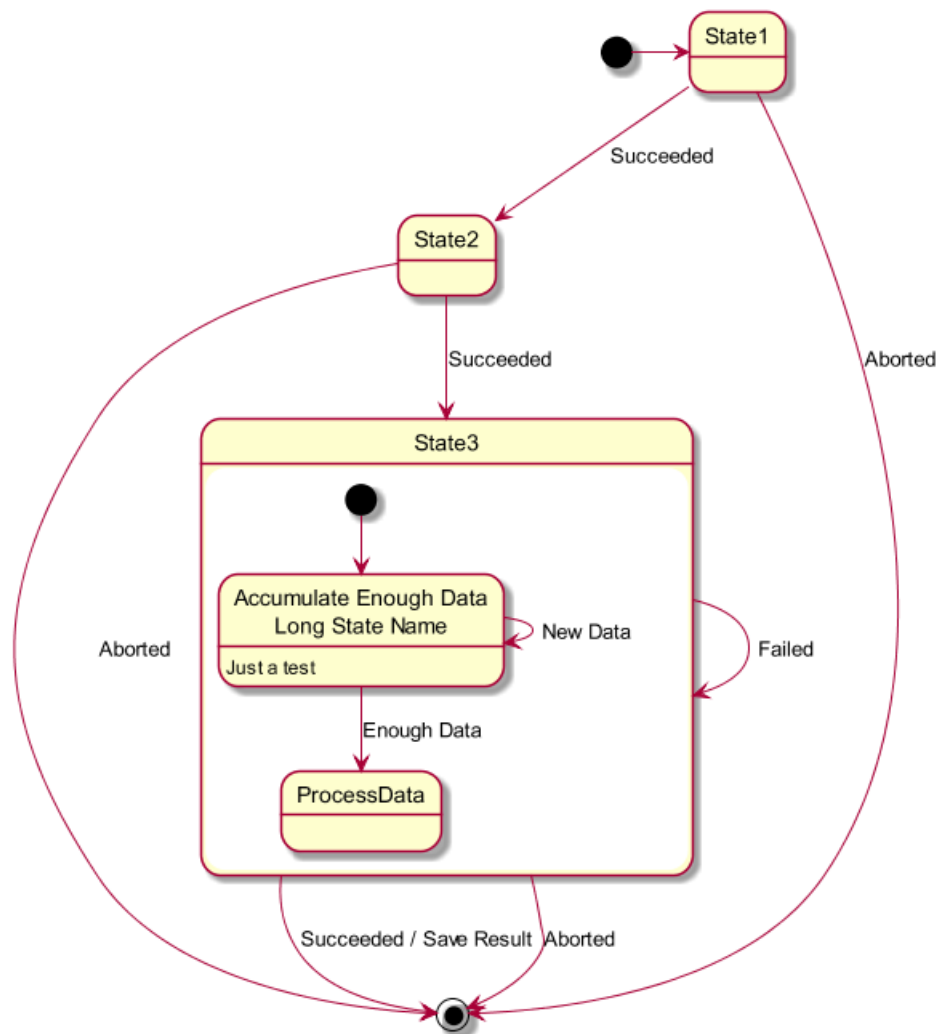 State1
Succeeded
State2
Aborted
Succeeded
State3
Accumulate Enough Data
Long State Name
New Data
Just a test
Aborted
Failed
Enough Data
ProcessData
Succeeded / Save Result
Aborted